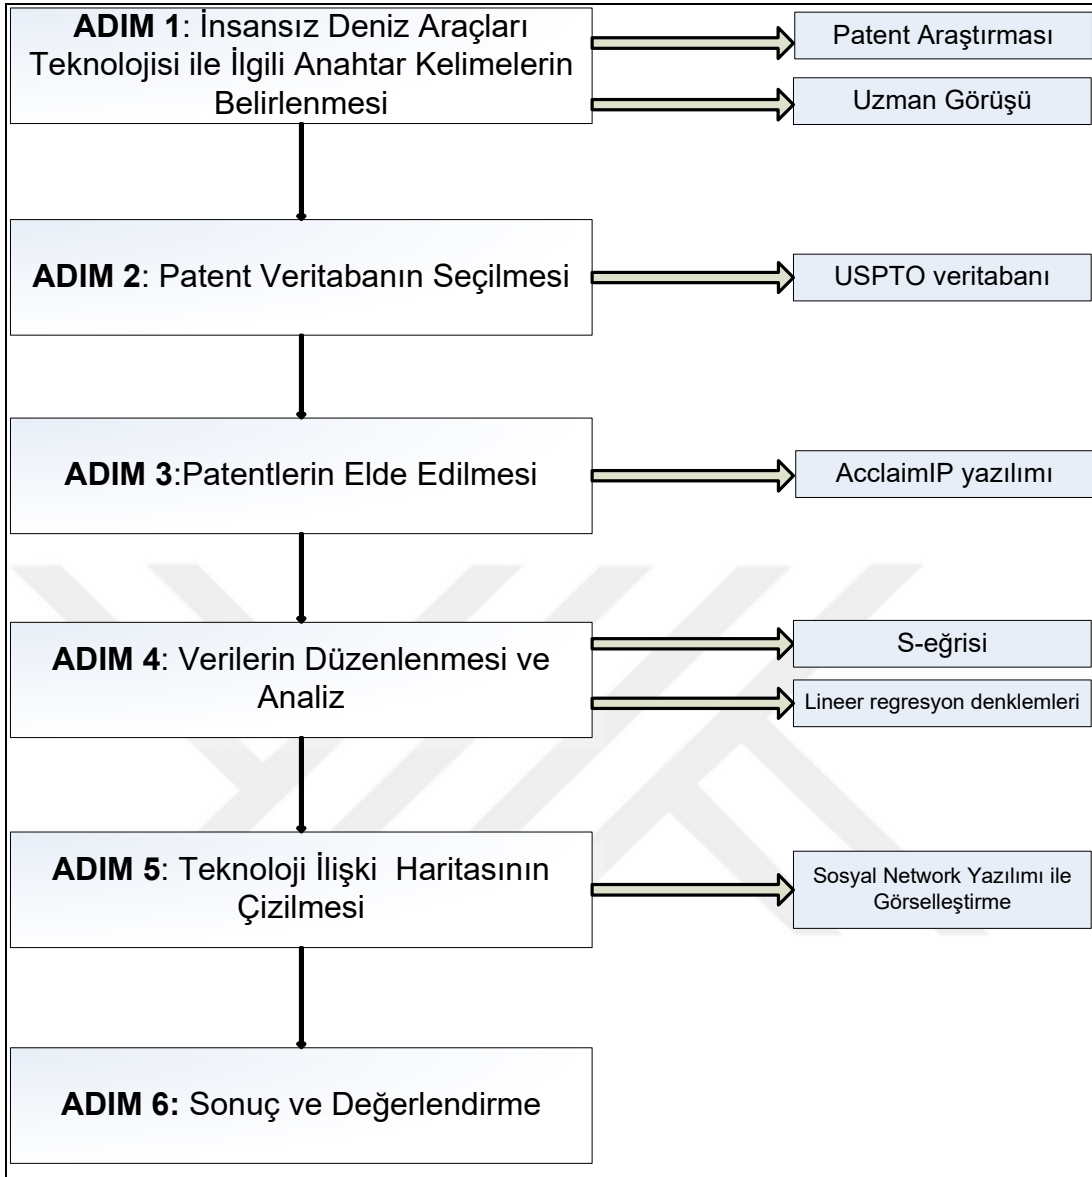 ADIM 1: İnsansız Deniz Araçları
Teknolojisi ile İlgili Anahtar Kelimelerin
Belirlenmesi
Patent Araştırması
Uzman Görüşü
ADIM 2: Patent Veritabanın Seçilmesi
USPTO veritabanı
ADIM 3:Patentlerin Elde Edilmesi
AcclaimIP yazılımı
ADIM 4: Verilerin Düzenlenmesi ve
Analiz
S-eğrisi
Lineer regresyon denklemleri
ADIM 5: Teknoloji İlişki Haritasının
Çizilmesi
Sosyal Network Yazılımı ile
Görselleştirme
ADIM 6: Sonuç ve Değerlendirme